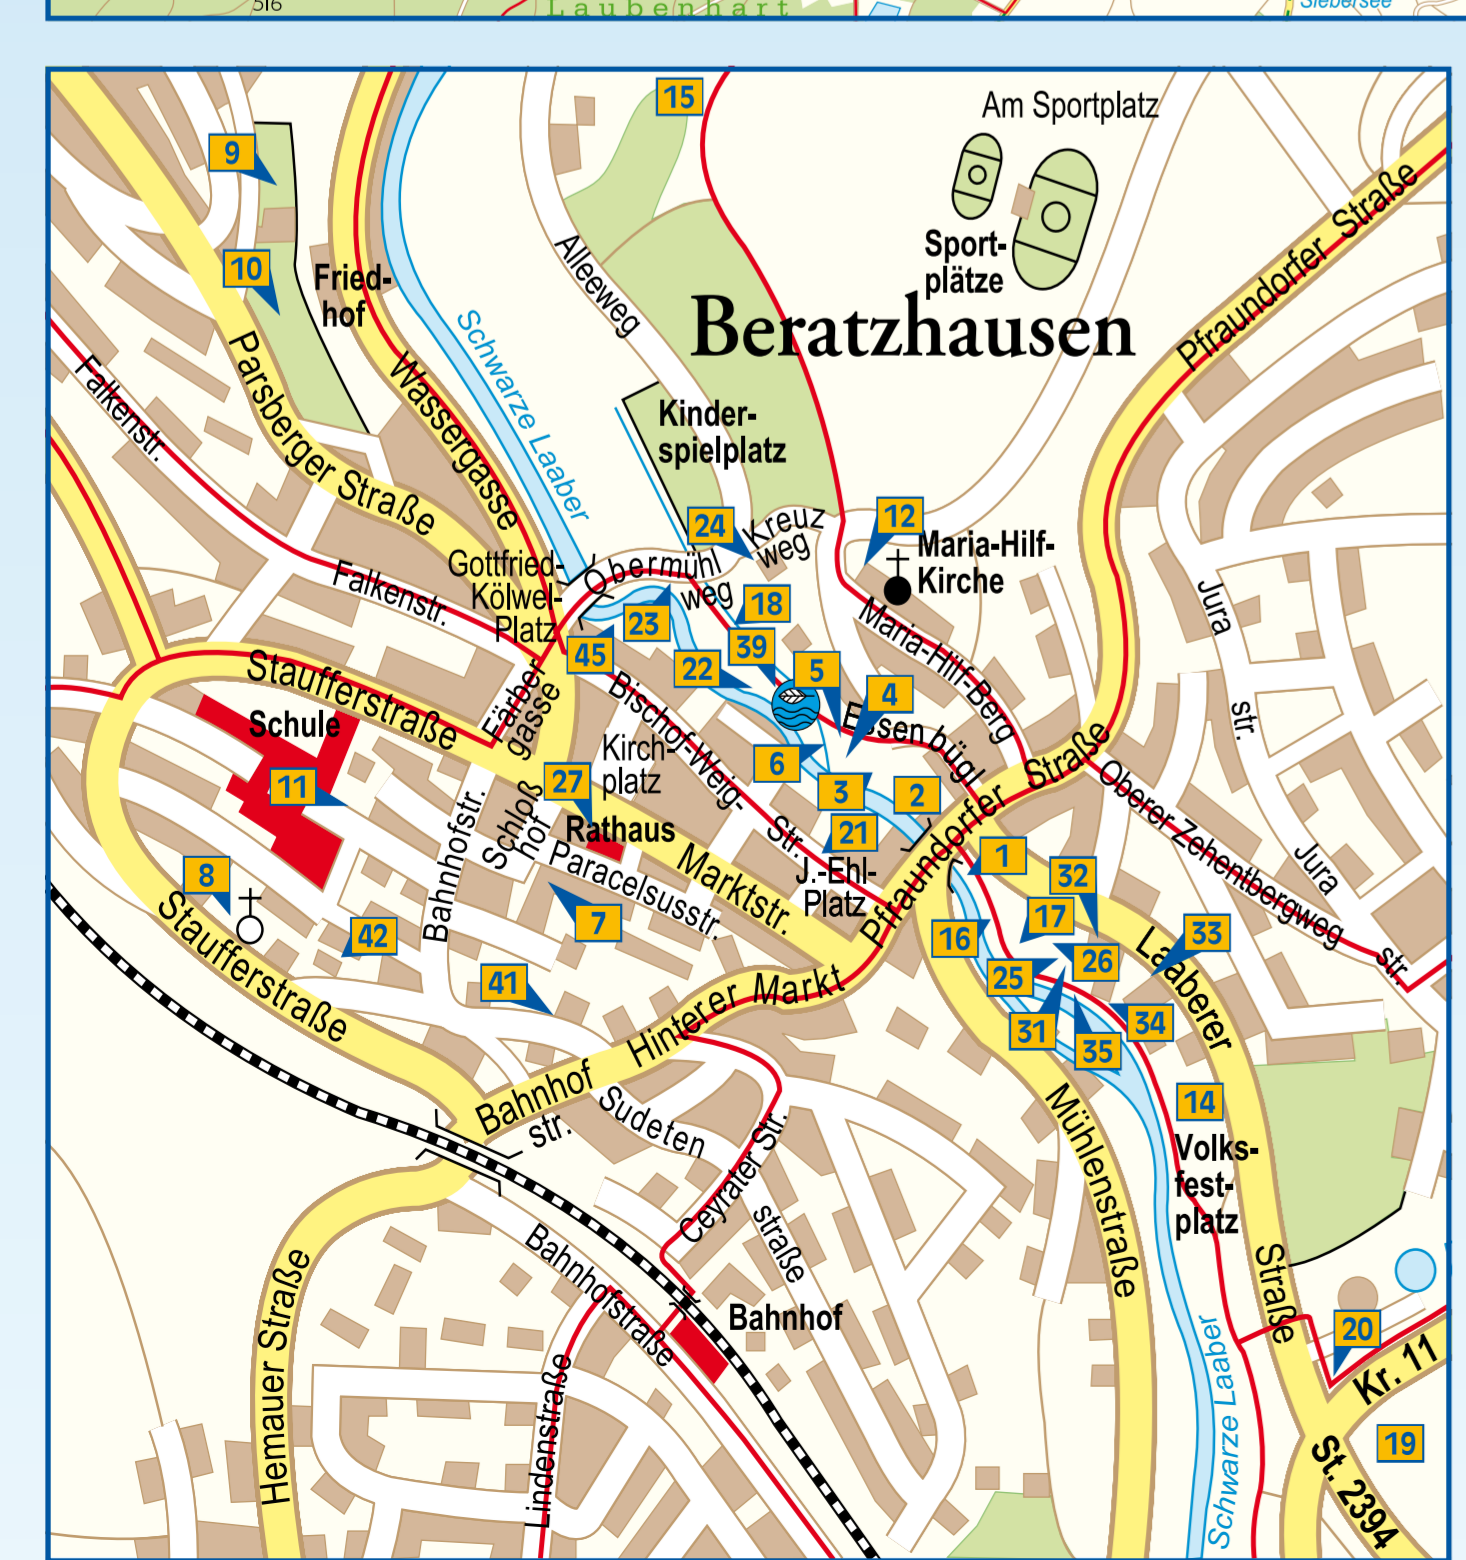 516
Laubenhart
Siebersee
15
Am Sportplatz
9
Sport-
plätze
10
Fried-
hof
Alleeweg
Pfraundorfer Straße
Beratzhausen
Schwarze Laaber
Parsberger Straße
Wassergasse
Falkenstr.
Kinder-
spielplatz
24
Kreuz
weg
12
Maria-Hilf-
Kirche
Gottfried-
Kölwel-
Platz
Obermühl
weg
Falkenstr.
18
23
45
39
22
5
4
Maria-Hilf-Berg
Jura
str.
Staufferstraße
Schule
Färber
gasse
Bischof-Weig-
Str.
Essen bügl
Kirch-
platz
6
27
11
3
2
Rathaus
21
J.-Ehl-
Platz
Pfraundorfer Straße
Oberer Zehentbergweg
Jura
str.
Bahnhofstr.
Schloß
hof
Paracelsusstr.
Marktstr.
1
32
8
7
42
17
33
16
26
25
41
Staufferstraße
Hinterer Markt
31
35
34
Laaberer
Straße
Bahnhof
str.
Sudeten
straße
14
Volks-
fest-
platz
Mühlenstraße
Ceyrater Str.
Bahnhofstraße
Bahnhof
Hemauer Straße
Lindenstraße
Schwarze Laaber
20
Kr. 11
19
St. 2394